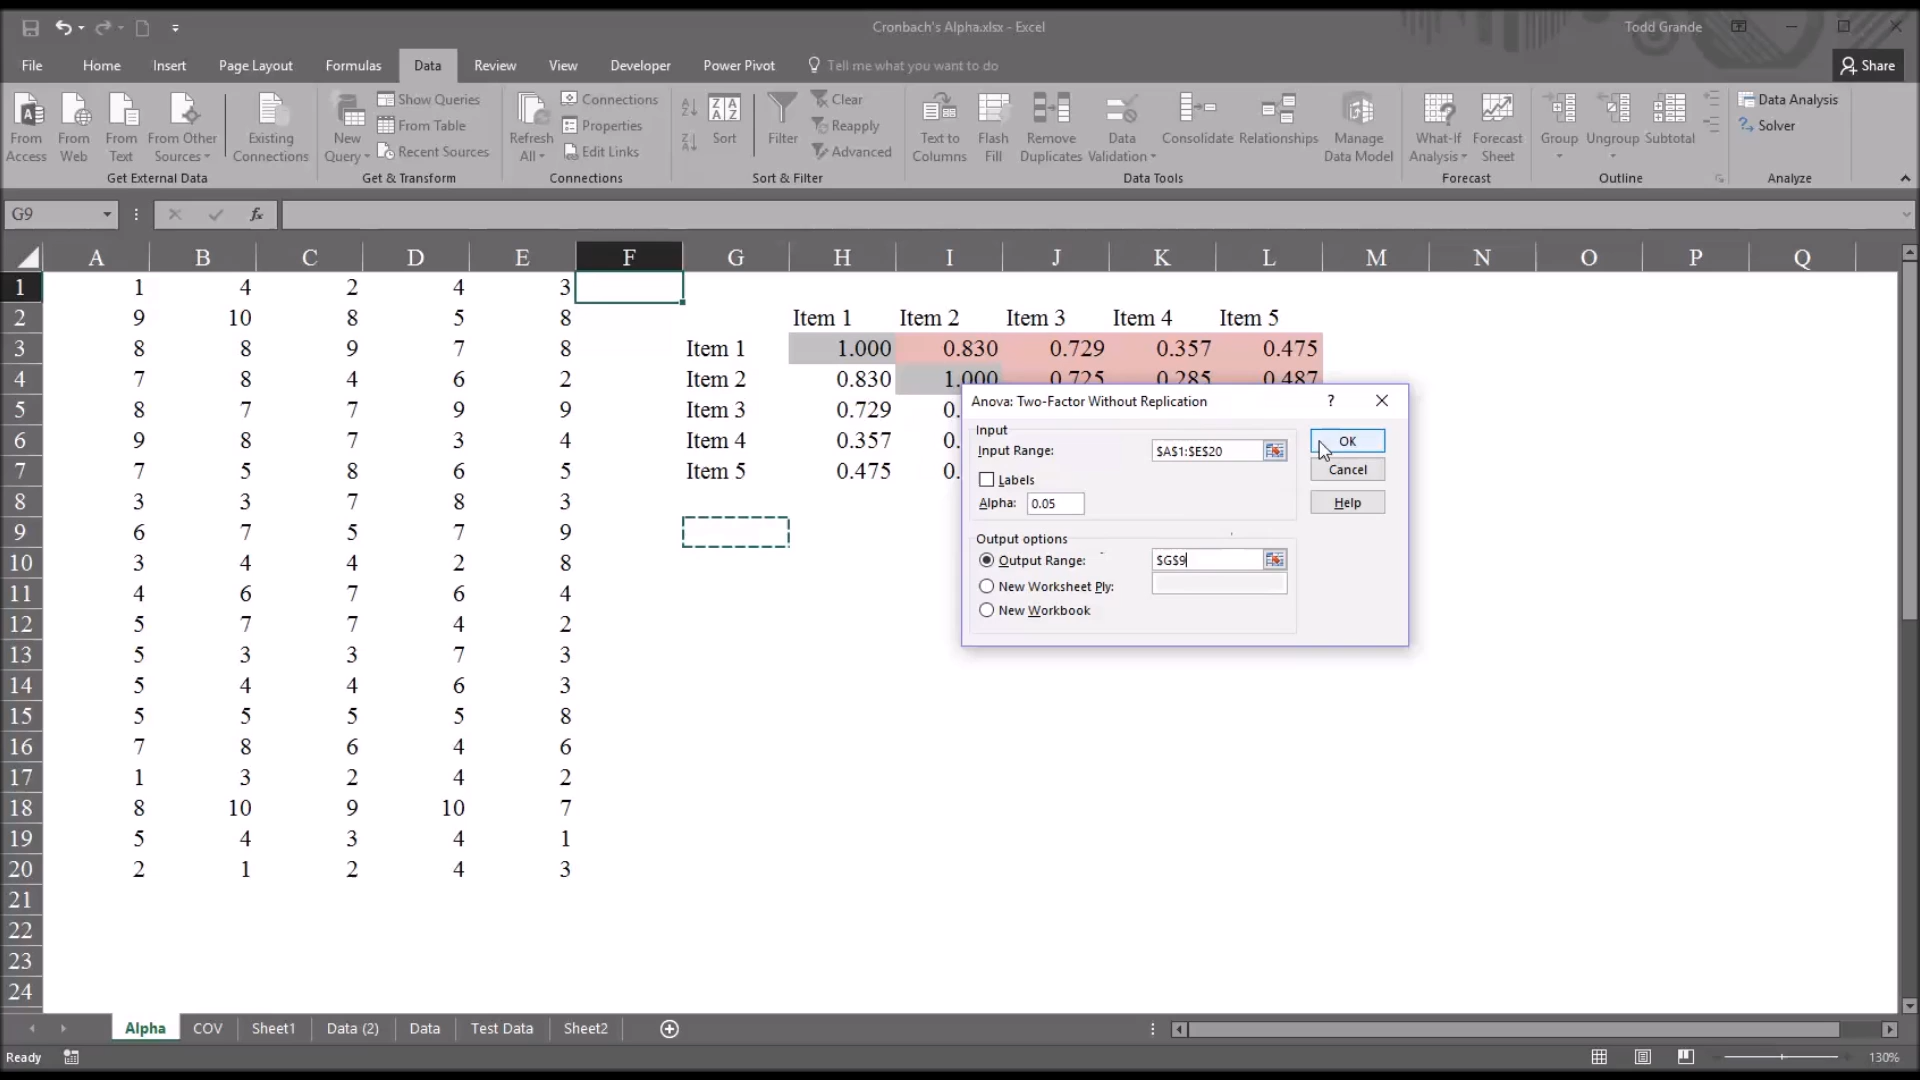 Cronbach's Alpha.xlsx - Excel
Todd Grande
File Home Insert Page Layout Formulas Data Review View Developer Power Pivot Tell me what you want to do Share
From Access
From Web
From Text
From Other Sources
Existing Connections
Get External Data
New Query
Show Queries
From Table
Recent Sources
Get & Transform
Refresh All
Connections
Properties
Edit Links
Connections
Sort
Filter
Clear
Reapply
Advanced
Sort & Filter
Text to Columns
Flash Fill
Remove Duplicates
Data Validation
Consolidate
Relationships
Manage Data Model
Data Tools
What-If Analysis
Forecast Sheet
Forecast
Group
Ungroup
Subtotal
Outline
Data Analysis
Solver
Analyze
G9 fx
A B C D E F G H I J K L M N O P Q
1 1 4 2 4 3
2 9 10 8 5 8 Item 1 Item 2 Item 3 Item 4 Item 5
3 8 8 9 7 8 Item 1 1.000 0.830 0.729 0.357 0.475
4 7 8 4 6 2 Item 2 0.830 1.000 0.725 0.285 0.487
5 8 7 7 9 9 Item 3 0.729 0.
6 9 8 7 3 4 Item 4 0.357 0.
7 7 5 8 6 5 Item 5 0.475 0.
8 3 3 7 8 3
9 6 7 5 7 9
10 3 4 4 2 8
11 4 6 7 6 4
12 5 7 7 4 2
13 5 3 3 7 3
14 5 4 4 6 3
15 5 5 5 5 8
16 7 8 6 4 6
17 1 3 2 4 2
18 8 10 9 10 7
19 5 4 3 4 1
20 2 1 2 4 3
21
22
23
24
Anova: Two-Factor Without Replication ?
Input
Input Range: $A$1:$E$20
Labels
Alpha: 0.05
OK
Cancel
Help
Output options
Output Range: $G$9
New Worksheet Ply:
New Workbook
Alpha COV Sheet1 Data (2) Data Test Data Sheet2
Ready 130%